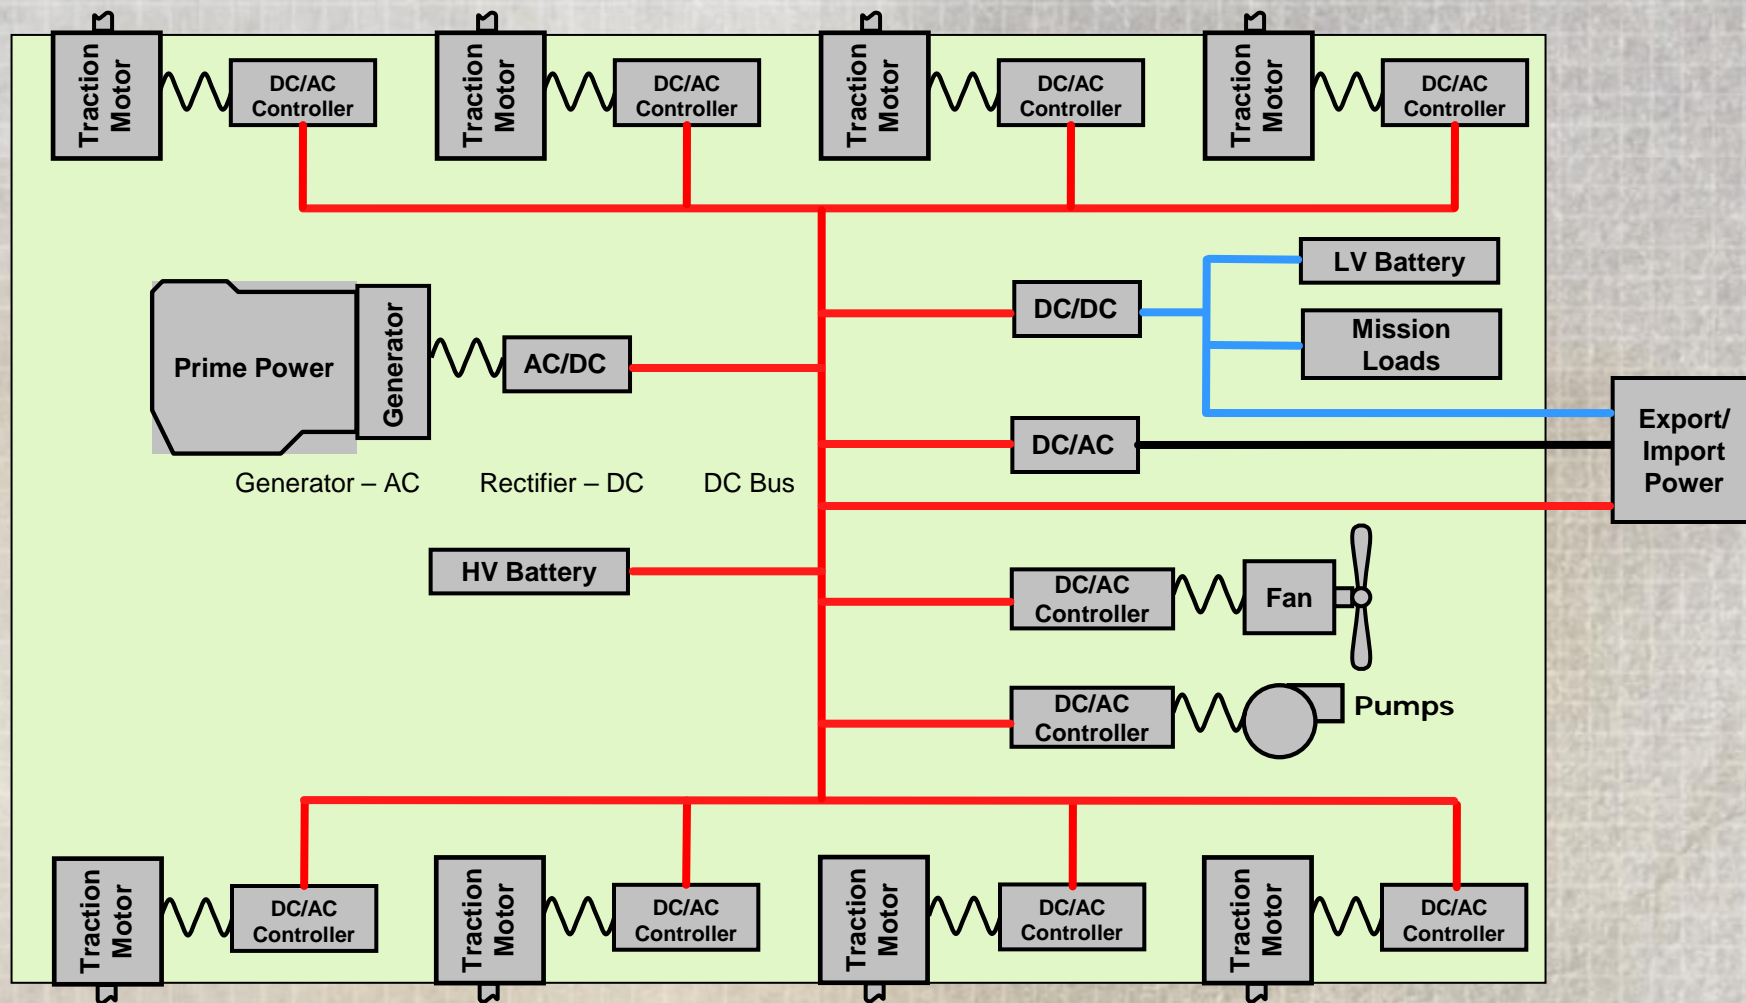 Traction
Motor
DC/AC
Controller
Traction
Motor
DC/AC
Controller
Traction
Motor
DC/AC
Controller
Traction
Motor
DC/AC
Controller
LV Battery
DC/DC
Mission
Loads
Prime Power
Generator
AC/DC
DC/AC
Export/
Import
Power
Generator – AC
Rectifier – DC
DC Bus
HV Battery
DC/AC
Controller
Fan
DC/AC
Controller
Pumps
Traction
Motor
DC/AC
Controller
Traction
Motor
DC/AC
Controller
Traction
Motor
DC/AC
Controller
Traction
Motor
DC/AC
Controller